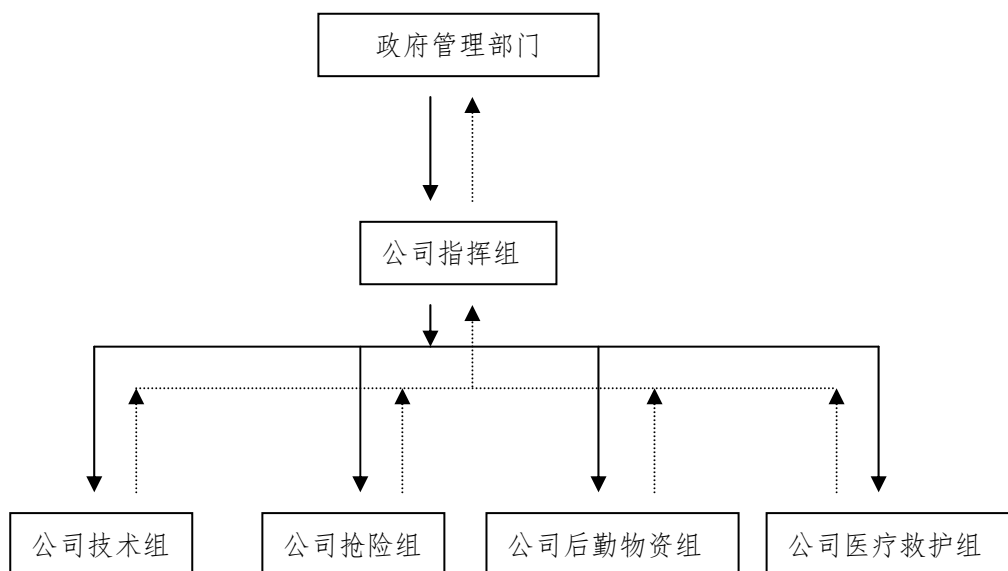 政府管理部门
公司指挥组
公司技术组
公司抢险组
公司后勤物资组
公司医疗救护组